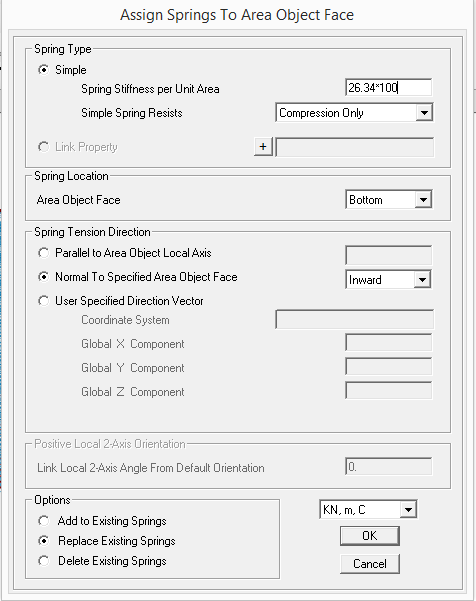 Assign Springs To Area Object Face
Spring Type
Simple
Spring Stiffness per Unit Area 26.34*100
Simple Spring Resists Compression Only
Link Property +
Spring Location
Area Object Face Bottom
Spring Tension Direction
Parallel to Area Object Local Axis
Normal To Specified Area Object Face Inward
User Specified Direction Vector
Coordinate System
Global X Component
Global Y Component
Global Z Component
Positive Local 2-Axis Orientation
Link Local 2-Axis Angle From Default Orientation 0.
Options
Add to Existing Springs KN, m, C
Replace Existing Springs OK
Delete Existing Springs Cancel